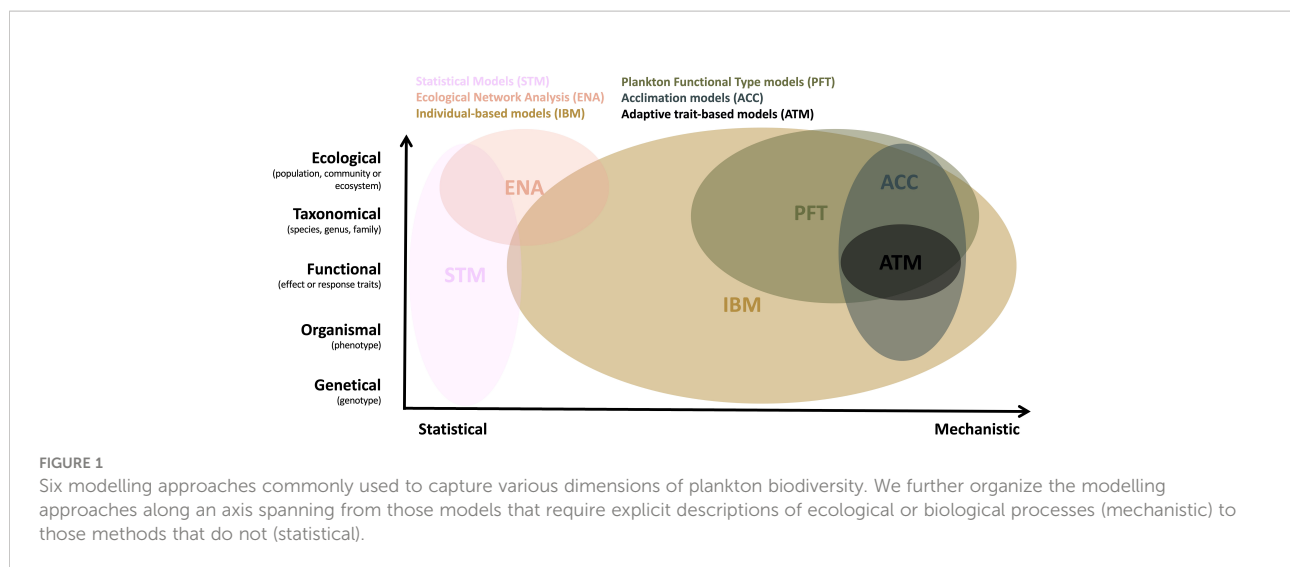 Statistical Models (STM)
Ecological Network Analysis (ENA)
Individual-based models (IBM)
Plankton Functional Type models (PFT)
Acclimation models (ACC)
Adaptive trait-based models (ATM)
Ecological
(population, community or
ecosystem)
Taxonomical
(species, genus, family)
Functional
(effect or response traits)
Organismal
(phenotype)
Genetical
(genotype)
ENA
STM
IBM
PFT
ACC
ATM
Statistical
Mechanistic
FIGURE 1
Six modelling approaches commonly used to capture various dimensions of plankton biodiversity. We further organize the modelling
approaches along an axis spanning from those models that require explicit descriptions of ecological or biological processes (mechanistic) to
those methods that do not (statistical).